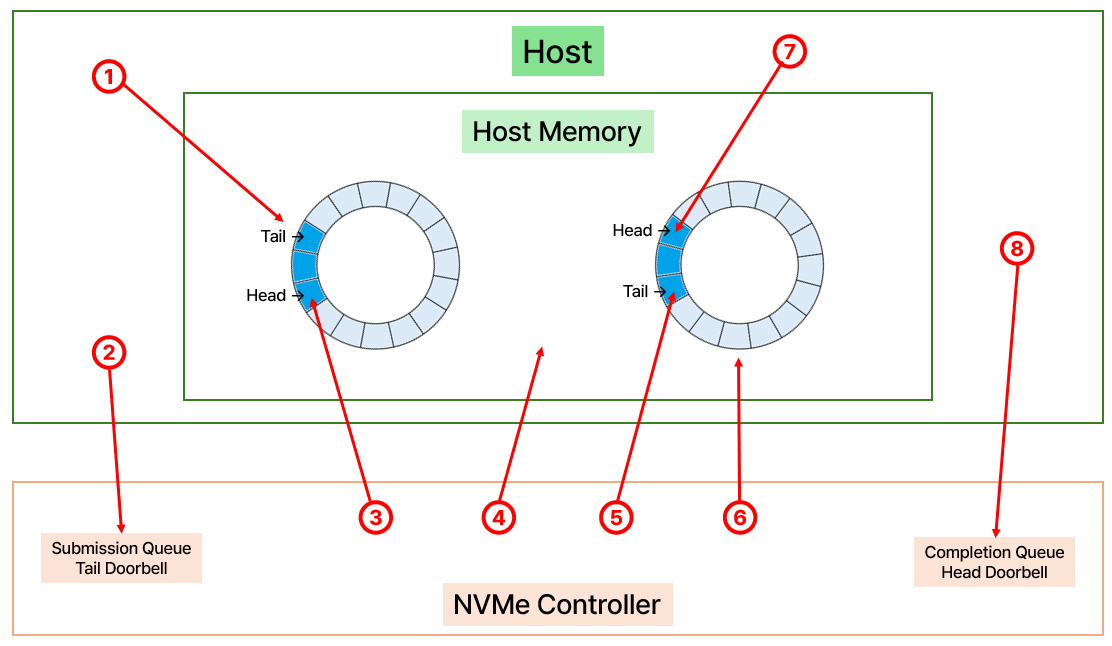 Host
7
1
Host Memory
Tail
Head
Head
Tail
8
2
3
4
5
6
Submission Queue
Tail Doorbell
Completion Queue
Head Doorbell
NVMe Controller